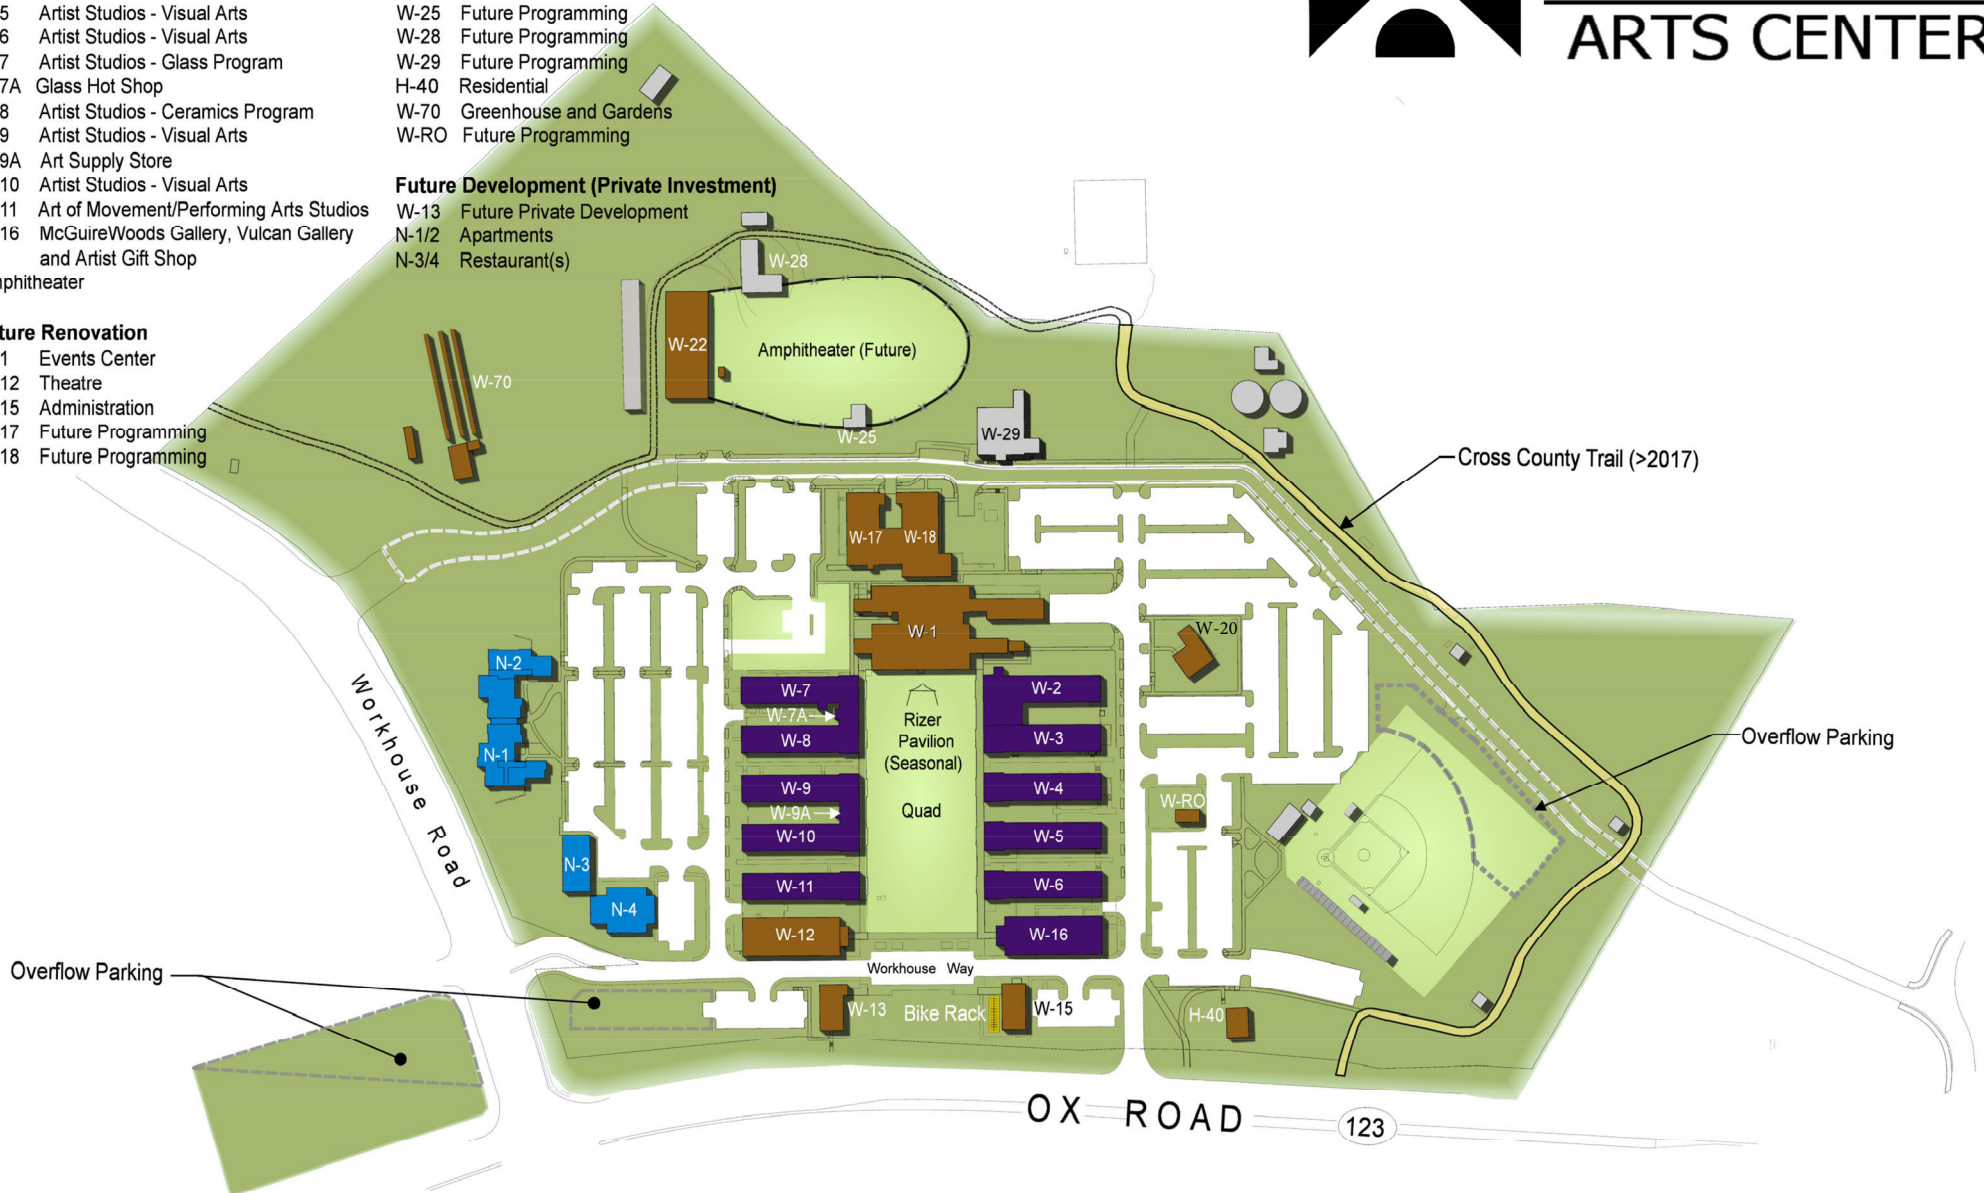 ARTS CENTER
5 Artist Studios - Visual Arts
6 Artist Studios - Visual Arts
7 Artist Studios - Glass Program
7A Glass Hot Shop
8 Artist Studios - Ceramics Program
9 Artist Studios - Visual Arts
9A Art Supply Store
10 Artist Studios - Visual Arts
11 Art of Movement/Performing Arts Studios
16 McGuireWoods Gallery, Vulcan Gallery
and Artist Gift Shop
phitheater
ture Renovation
1 Events Center
12 Theatre
15 Administration
17 Future Programming
18 Future Programming
W-25 Future Programming
W-28 Future Programming
W-29 Future Programming
H-40 Residential
W-70 Greenhouse and Gardens
W-RO Future Programming
Future Development (Private Investment)
W-13 Future Private Development
N-1/2 Apartments
N-3/4 Restaurant(s)
W-28
W-22
Amphitheater (Future)
W-70
W-25
W-29
Cross County Trail (>2017)
W-17
W-18
W-1
W-20
N-2
N-1
W-7
W-7A
W-8
W-9
W-9A
W-10
W-11
W-12
Rizer
Pavilion
(Seasonal)
Quad
W-2
W-3
W-4
W-5
W-6
W-16
W-RO
Overflow Parking
Workhouse Road
N-3
N-4
Overflow Parking
Workhouse Way
W-13
Bike Rack
W-15
H-40
OX ROAD
123